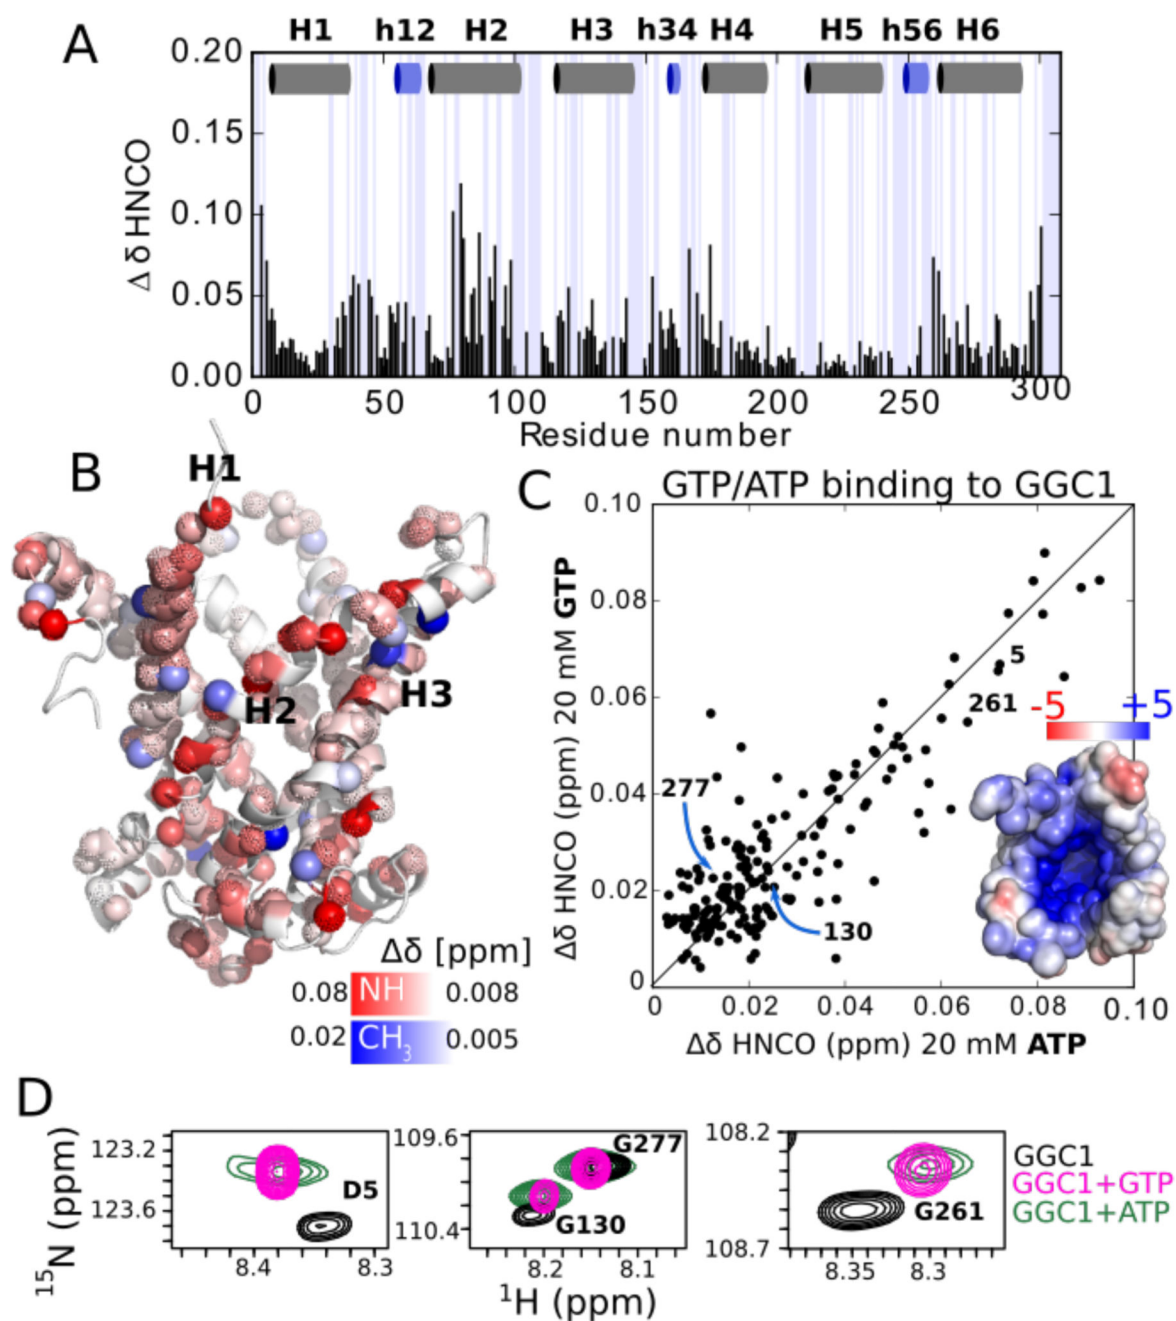 A
H1 h12 H2 H3 h34 H4 H5 h56 H6
0.20
0.15
0.10
0.05
0.00
Δ δ HNCO
0 50 100 150 200 250 300
Residue number
B
H1
H2
H3
Δδ [ppm]
0.08 NH 0.008
0.02 CH3 0.005
C
GTP/ATP binding to GGC1
0.10
0.08
0.06
0.04
0.02
0
Δδ HNCO (ppm) 20 mM GTP
5
261
277
130
-5 +5
0 0.02 0.04 0.06 0.08 0.10
Δδ HNCO (ppm) 20 mM ATP
D
15N (ppm)
123.2
123.6
D5
8.4 8.3
109.6
110.4
G277
G130
8.2 8.1
108.2
108.7
G261
8.35 8.3
1H (ppm)
GGC1
GGC1+GTP
GGC1+ATP